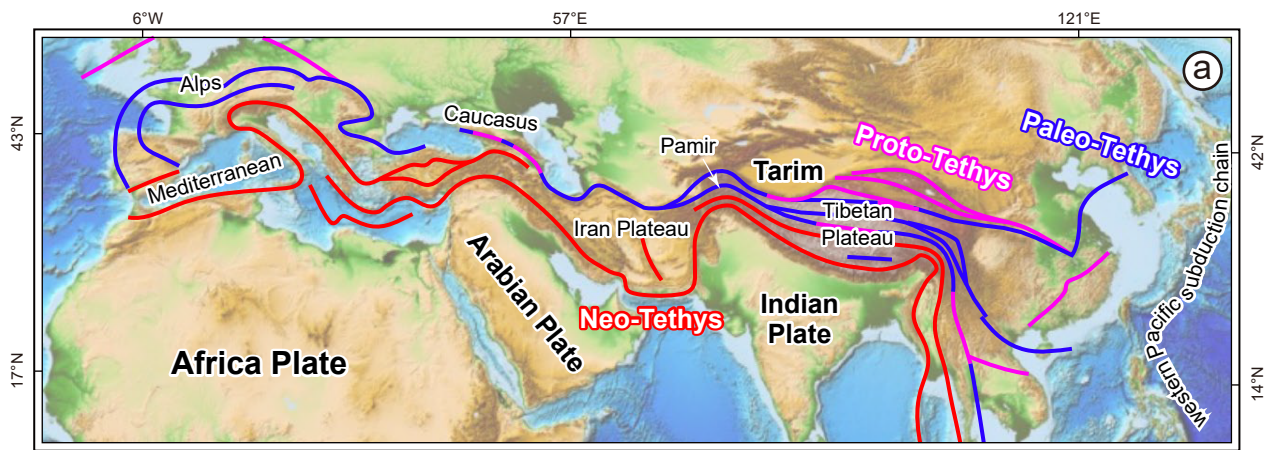 6°W
57°E
121°E
a
Alps
Caucasus
43°N
Pamir
Paleo-Tethys
42°N
Proto-Tethys
Tarim
Mediterranean
Tibetan
Plateau
Iran Plateau
Arabian Plate
Neo-Tethys
Indian
Plate
Africa Plate
western Pacific subduction chain
17°N
14°N